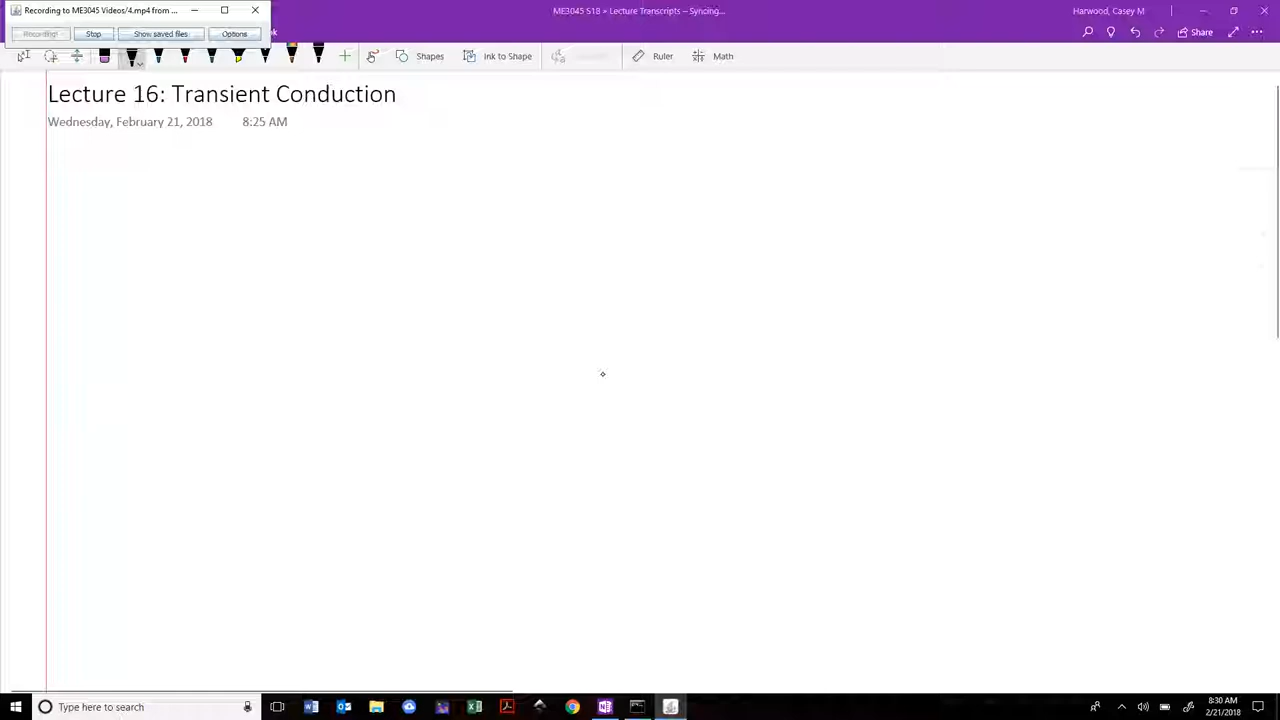 Recording to ME3045 Videos/4.mp4 from ...
ME3045 S18 » Lecture Transcripts – Syncing...
Harwood, Casey M
Recording!
Stop
Show saved files
Options
Share
Shapes
Ink to Shape
Ruler
Math
Lecture 16: Transient Conduction
Wednesday, February 21, 2018 8:25 AM
Type here to search
8:30 AM
2/21/2018